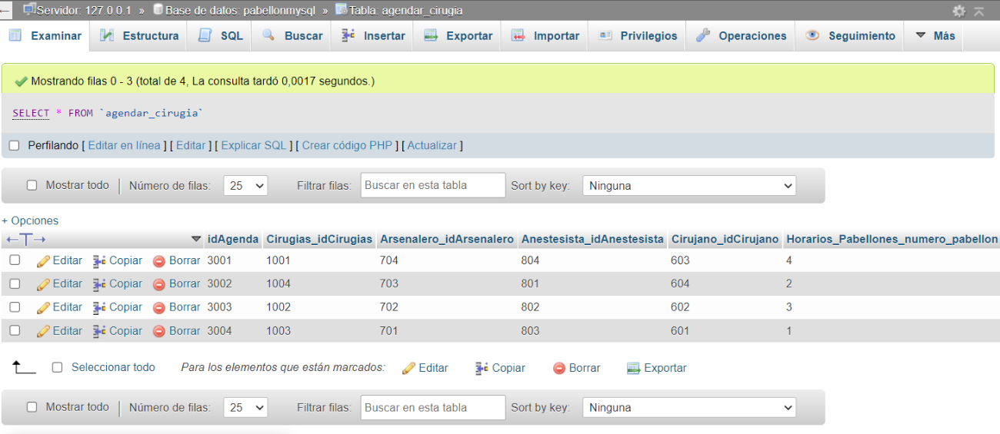 Servidor: 127.0.0.1 » Base de datos: pabellonmysql » Tabla: agendar_cirugia
Examinar Estructura SQL Buscar Insertar Exportar Importar Privilegios Operaciones Seguimiento Más
Mostrando filas 0 - 3 (total de 4, La consulta tardó 0,0017 segundos.)
SELECT * FROM `agendar_cirugia`
Perfilando [ Editar en línea ] [ Editar ] [ Explicar SQL ] [ Crear código PHP ] [ Actualizar ]
Mostrar todo | Número de filas: 25 Filtrar filas: Buscar en esta tabla Sort by key: Ninguna
+ Opciones
←T→ idAgenda Cirugias_idCirugias Arsenalero_idArsenalero Anestesista_idAnestesista Cirujano_idCirujano Horarios_Pabellones_numero_pabellon
Editar Copiar Borrar 3001 1001 704 804 603 4
Editar Copiar Borrar 3002 1004 703 801 604 2
Editar Copiar Borrar 3003 1002 702 802 602 3
Editar Copiar Borrar 3004 1003 701 803 601 1
Seleccionar todo Para los elementos que están marcados: Editar Copiar Borrar Exportar
Mostrar todo | Número de filas: 25 Filtrar filas: Buscar en esta tabla Sort by key: Ninguna